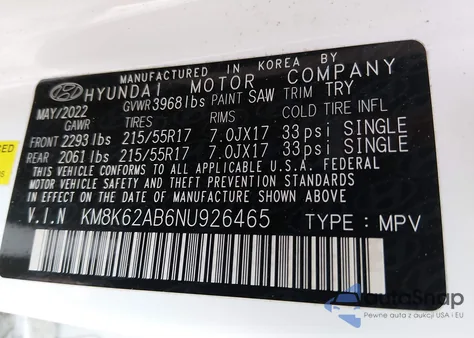 MANUFACTURED IN KOREA BY
HYUNDAI MOTOR COMPANY
MAY/2022 GVWR 3968 lbs PAINT SAW TRIM TRY
GAWR TIRES RIMS COLD TIRE INFL
FRONT 2293 lbs 215/55R17 7.0JX17 33 psi SINGLE
REAR 2061 lbs 215/55R17 7.0JX17 33 psi SINGLE
THIS VEHICLE CONFORMS TO ALL APPLICABLE U.S.A. FEDERAL
MOTOR VEHICLE SAFETY, BUMPER, AND THEFT PREVENTION
STANDARDS IN EFFECT ON THE DATE OF MANUFACTURE SHOWN ABOVE
V.I.N KM8K62AB6NU926465 TYPE : MPV
autoSnap
Pewne auta z USA i EU